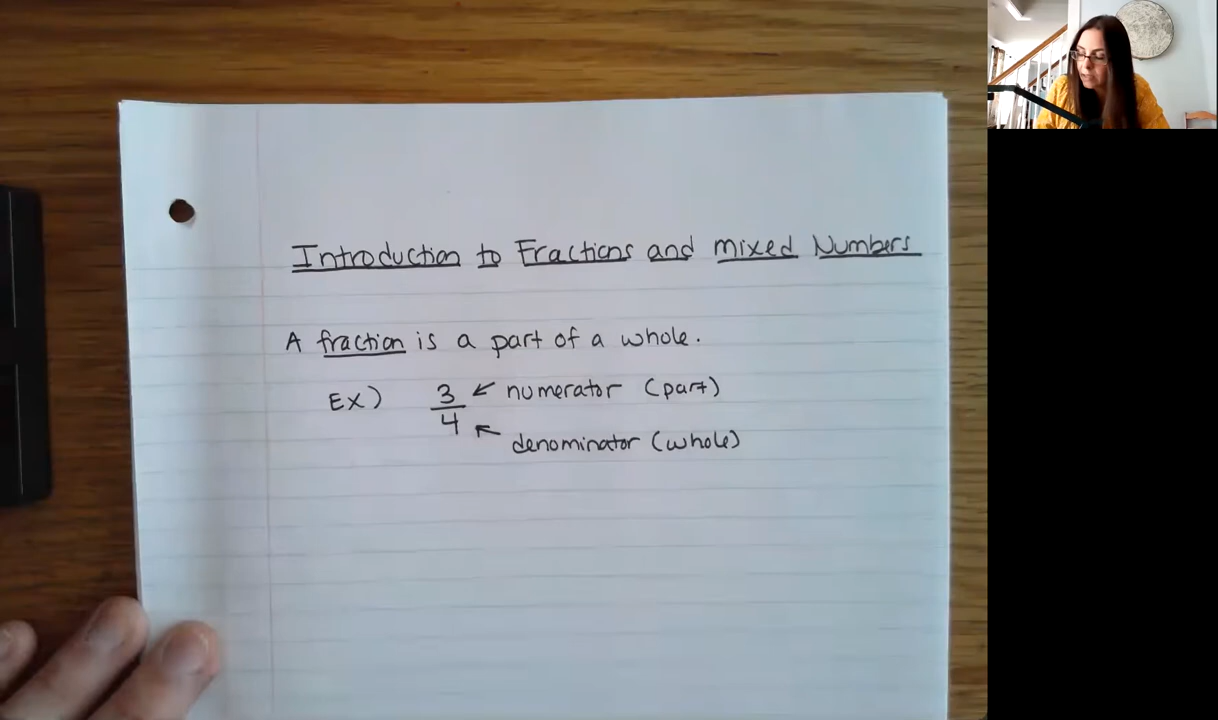 Introduction to Fractions and mixed Numbers
A fraction is a part of a whole.
Ex) 3/4 ← numerator (part)
← denominator (whole)